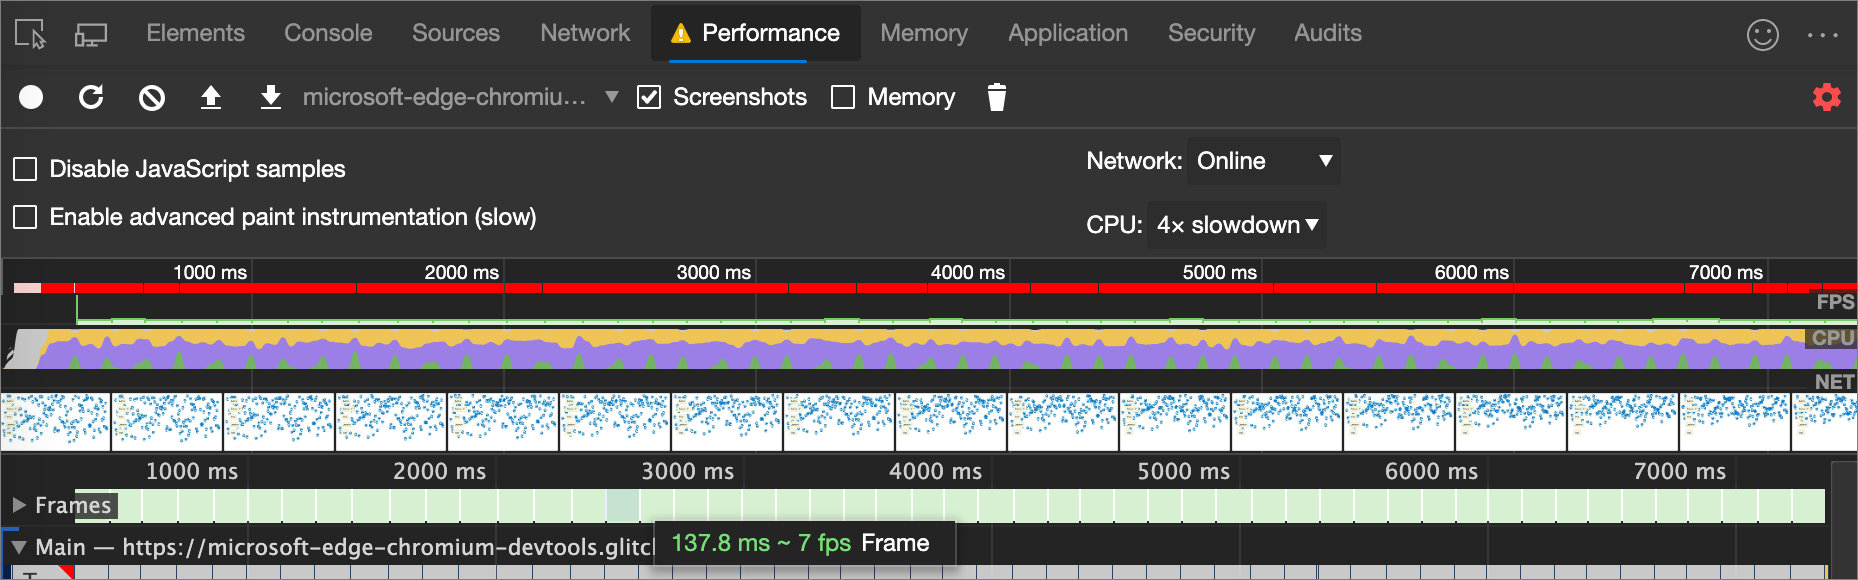 Elements Console Sources Network Performance Memory Application Security Audits
microsoft-edge-chromiu... Screenshots Memory
Disable JavaScript samples
Network: Online
Enable advanced paint instrumentation (slow)
CPU: 4× slowdown
1000 ms 2000 ms 3000 ms 4000 ms 5000 ms 6000 ms 7000 ms
FPS
CPU
NET
1000 ms 2000 ms 3000 ms 4000 ms 5000 ms 6000 ms 7000 ms
Frames
Main — https://microsoft-edge-chromium-devtools.glitc
137.8 ms ~ 7 fps Frame